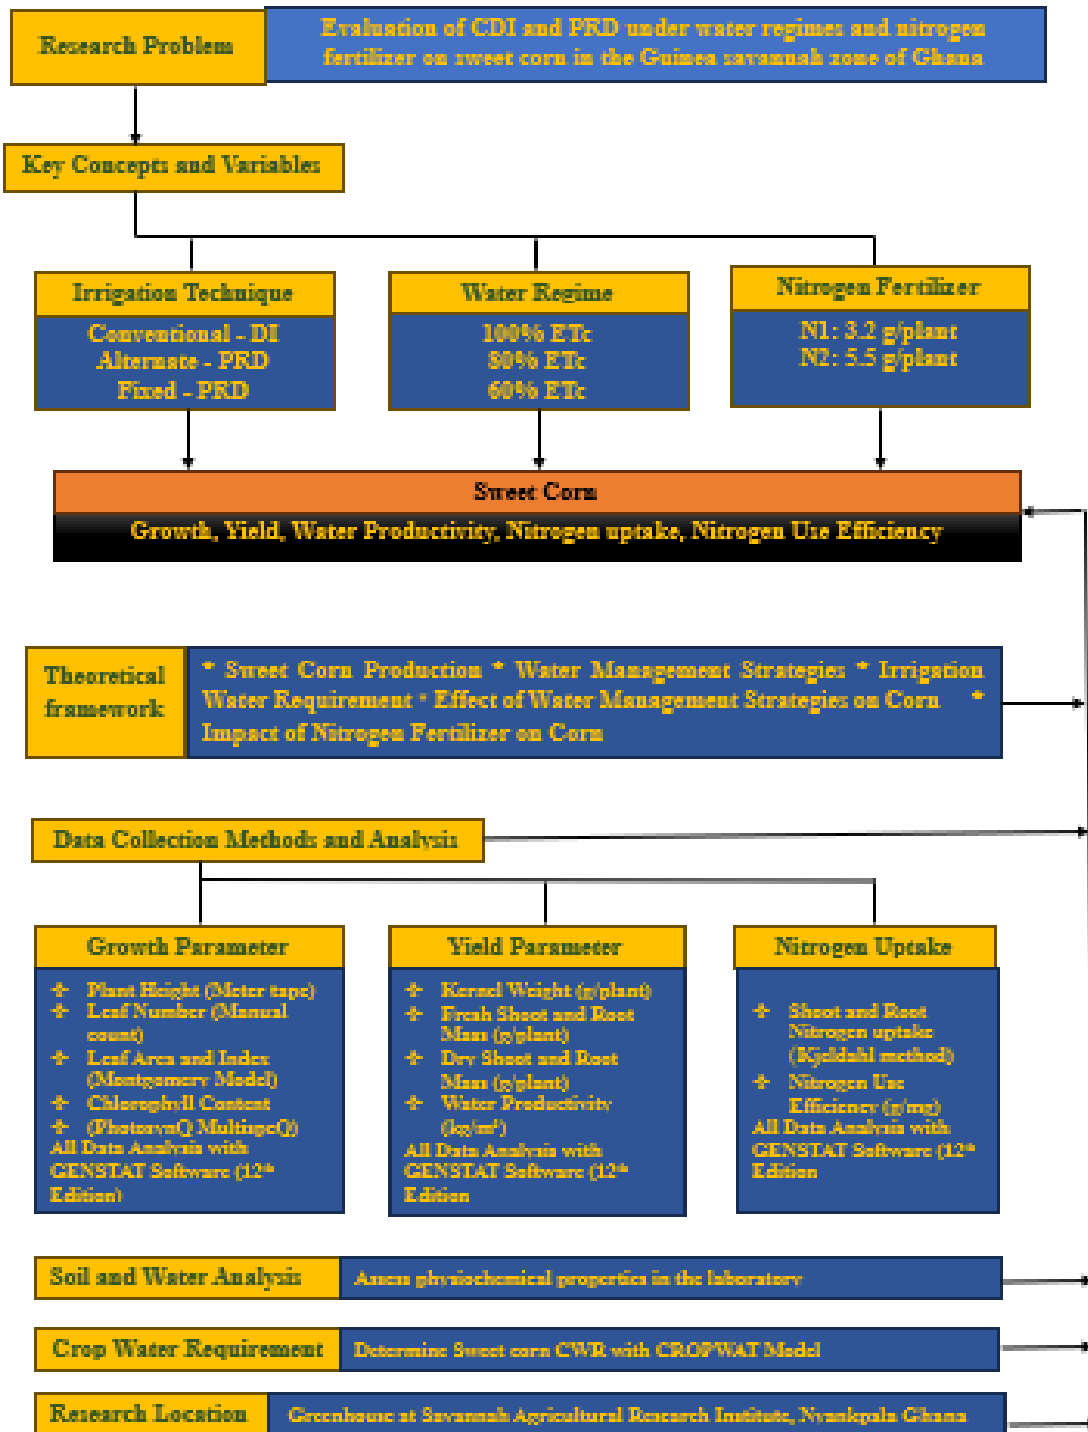 Research Problem
Evaluation of CDI and PRD under water regimes and nitrogen
fertilizer on sweet corn in the Guinea savannah zone of Ghana
Key Concepts and Variables
Irrigation Technique
Conventional - DI
Alternate - PRD
Fixed - PRD
Water Regime
100% ETc
80% ETc
60% ETc
Nitrogen Fertilizer
N1: 3.2 g/plant
N2: 5.5 g/plant
Sweet Corn
Growth, Yield, Water Productivity, Nitrogen uptake, Nitrogen Use Efficiency
Theoretical
framework
* Sweet Corn Production * Water Management Strategies * Irrigation
Water Requirement * Effect of Water Management Strategies on Corn *
Impact of Nitrogen Fertilizer on Corn
Data Collection Methods and Analysis
Growth Parameter
Plant Height (Meter tape)
Leaf Number (Manual
count)
Leaf Area and Index
(Montgomery Model)
Chlorophyll Content
(PhotosynQ MultispeQ)
All Data Analysis with
GENSTAT Software (12th
Edition)
Yield Parameter
Kernel Weight (g/plant)
Fresh Shoot and Root
Mass (g/plant)
Dry Shoot and Root
Mass (g/plant)
Water Productivity
(kg/m³)
All Data Analysis with
GENSTAT Software (12th
Edition
Nitrogen Uptake
Shoot and Root
Nitrogen uptake
(Kjeldahl method)
Nitrogen Use
Efficiency (g/mg)
All Data Analysis with
GENSTAT Software (12th
Edition
Soil and Water Analysis
Assess physiochemical properties in the laboratory
Crop Water Requirement
Determine Sweet corn CWR with CROPWAT Model
Research Location
Greenhouse at Savannah Agricultural Research Institute, Nyankpala Ghana